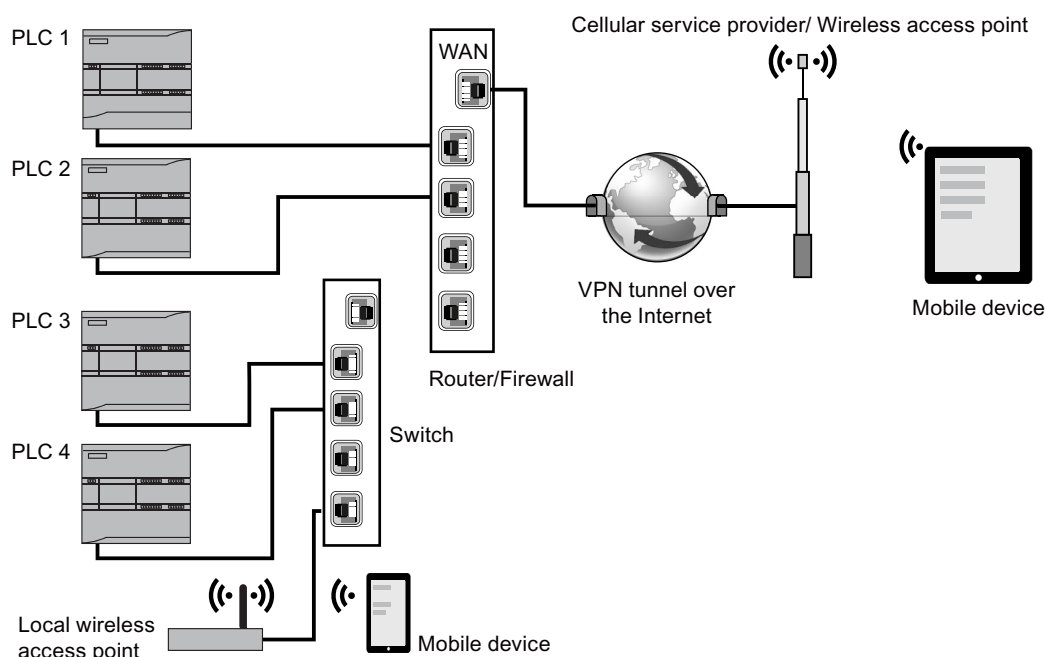 Cellular service provider/ Wireless access point
PLC 1
WAN
PLC 2
VPN tunnel over
the Internet
Mobile device
PLC 3
Router/Firewall
Switch
PLC 4
Local wireless
access point
Mobile device